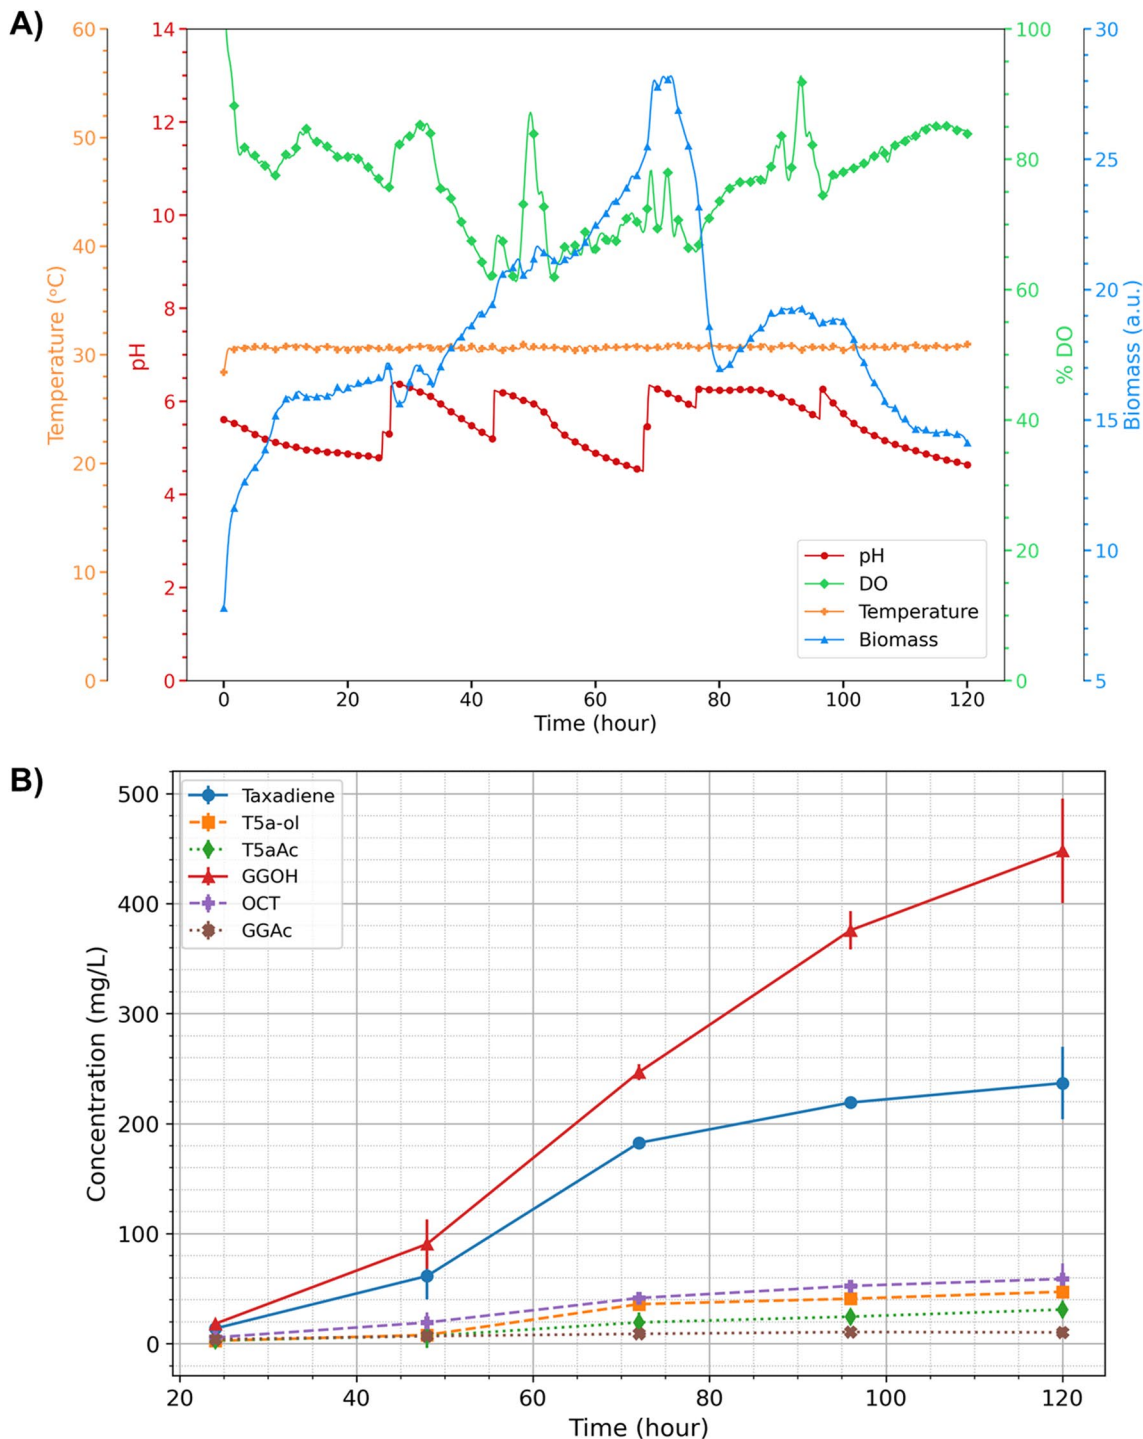 A)
60
50
40
30
20
10
0
Temperature (°C)
14
12
10
8
6
4
2
0
pH
100
80
60
40
20
0
% DO
30
25
20
15
10
5
Biomass (a.u.)
pH
DO
Temperature
Biomass
0 20 40 60 80 100 120
Time (hour)
B)
500
400
300
200
100
0
Concentration (mg/L)
Taxadiene
T5a-ol
T5aAc
GGOH
OCT
GGAc
20 40 60 80 100 120
Time (hour)